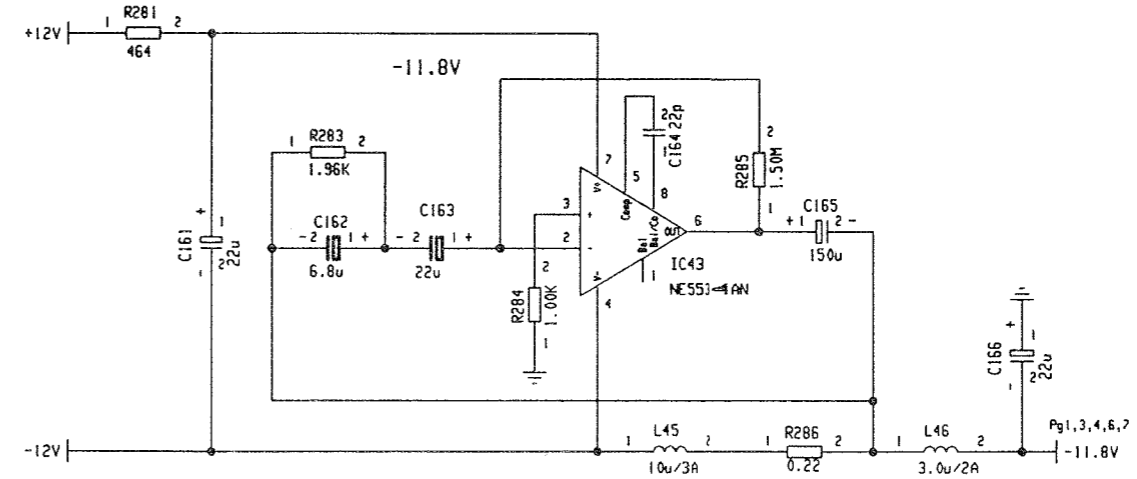 R281
+12V
1
2
464
-11.8V
2
22p
C164
1
2
R283
1
2
1.96K
7
5
8
R285
1.50M
V+
Comp
Bal/Co
C161
+
1
22u
2
-
C162
- 2
1 +
6.8u
C163
- 2
1 +
22u
3
+
2
-
OUT
6
1
C165
+ 1
2 -
150u
Bal
V-
1
IC43
4
2
R284
1.00K
1
+
1
C166
22u
2
-
-12V
L45
1
2
10u/3A
R286
1
2
0.22
L46
1
2
3.0u/2A
Pg1,3,4,6,7
-11.8V